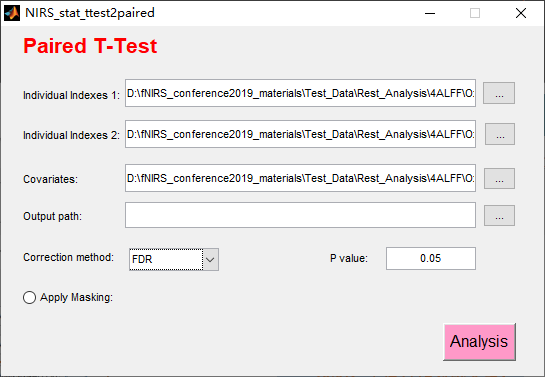 NIRS_stat_ttest2paired
Paired T-Test
Individual Indexes 1: D:\fNIRS_conference2019_materials\Test_Data\Rest_Analysis\4ALFF\O: ...
Individual Indexes 2: D:\fNIRS_conference2019_materials\Test_Data\Rest_Analysis\4ALFF\O: ...
Covariates: D:\fNIRS_conference2019_materials\Test_Data\Rest_Analysis\4ALFF\O: ...
Output path: ...
Correction method: FDR P value: 0.05
Apply Masking:
Analysis